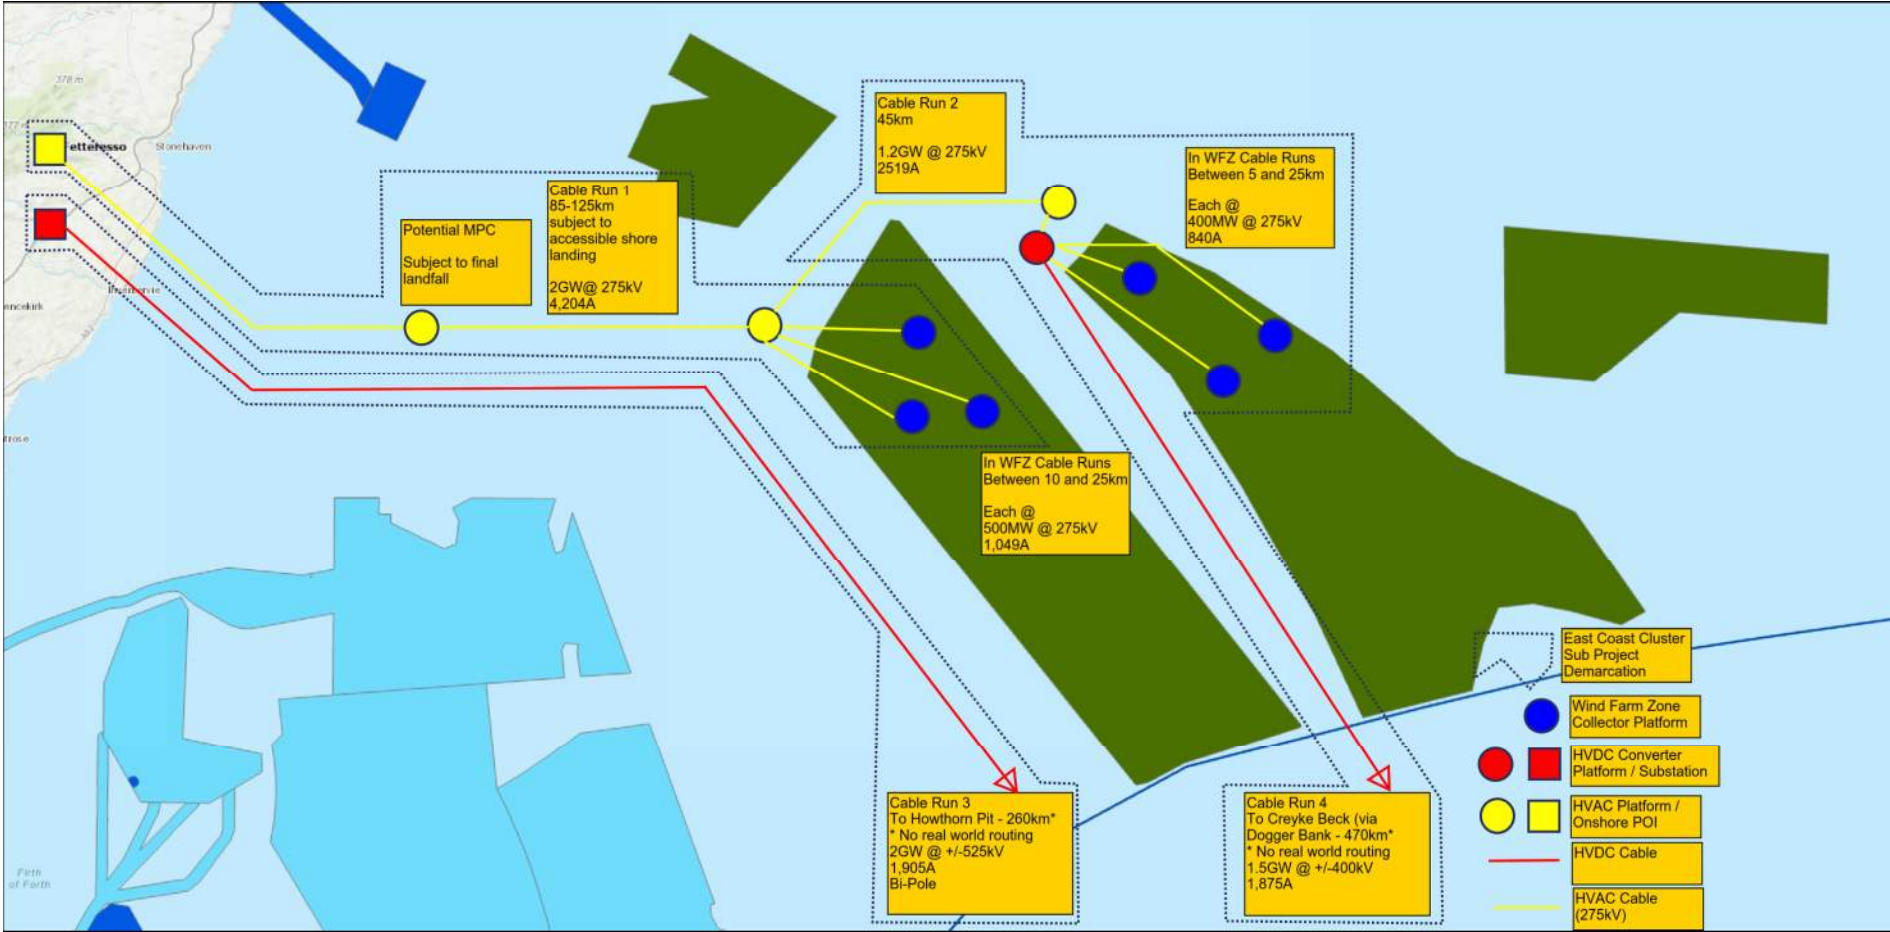 378 m
377 m
etteresso
Stonehaven
encekirk
trose
Firth
of Forth
Potential MPC
Subject to final
landfall
Cable Run 1
85-125km
subject to
accessible shore
landing
2GW@ 275kV
4,204A
Cable Run 2
45km
1.2GW @ 275kV
2519A
In WFZ Cable Runs
Between 5 and 25km
Each @
400MW @ 275kV
840A
In WFZ Cable Runs
Between 10 and 25km
Each @
500MW @ 275kV
1,049A
Cable Run 3
To Howthorn Pit - 260km*
* No real world routing
2GW @ +/-525kV
1,905A
Bi-Pole
Cable Run 4
To Creyke Beck (via
Dogger Bank - 470km*
* No real world routing
1.5GW @ +/-400kV
1,875A
East Coast Cluster
Sub Project
Demarcation
Wind Farm Zone
Collector Platform
HVDC Converter
Platform / Substation
HVAC Platform /
Onshore POI
HVDC Cable
HVAC Cable
(275kV)